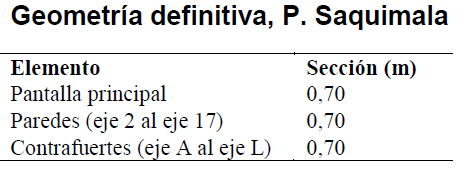 Geometría definitiva, P. Saquimala
Elemento Sección (m)
Pantalla principal 0,70
Paredes (eje 2 al eje 17) 0,70
Contrafuertes (eje A al eje L) 0,70